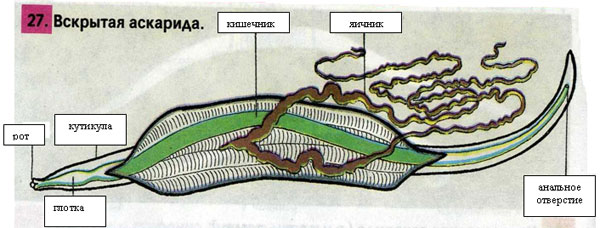 27. Вскрытая аскарида.
кишечник
яичник
кутикула
рот
глотка
анальное
отверстие